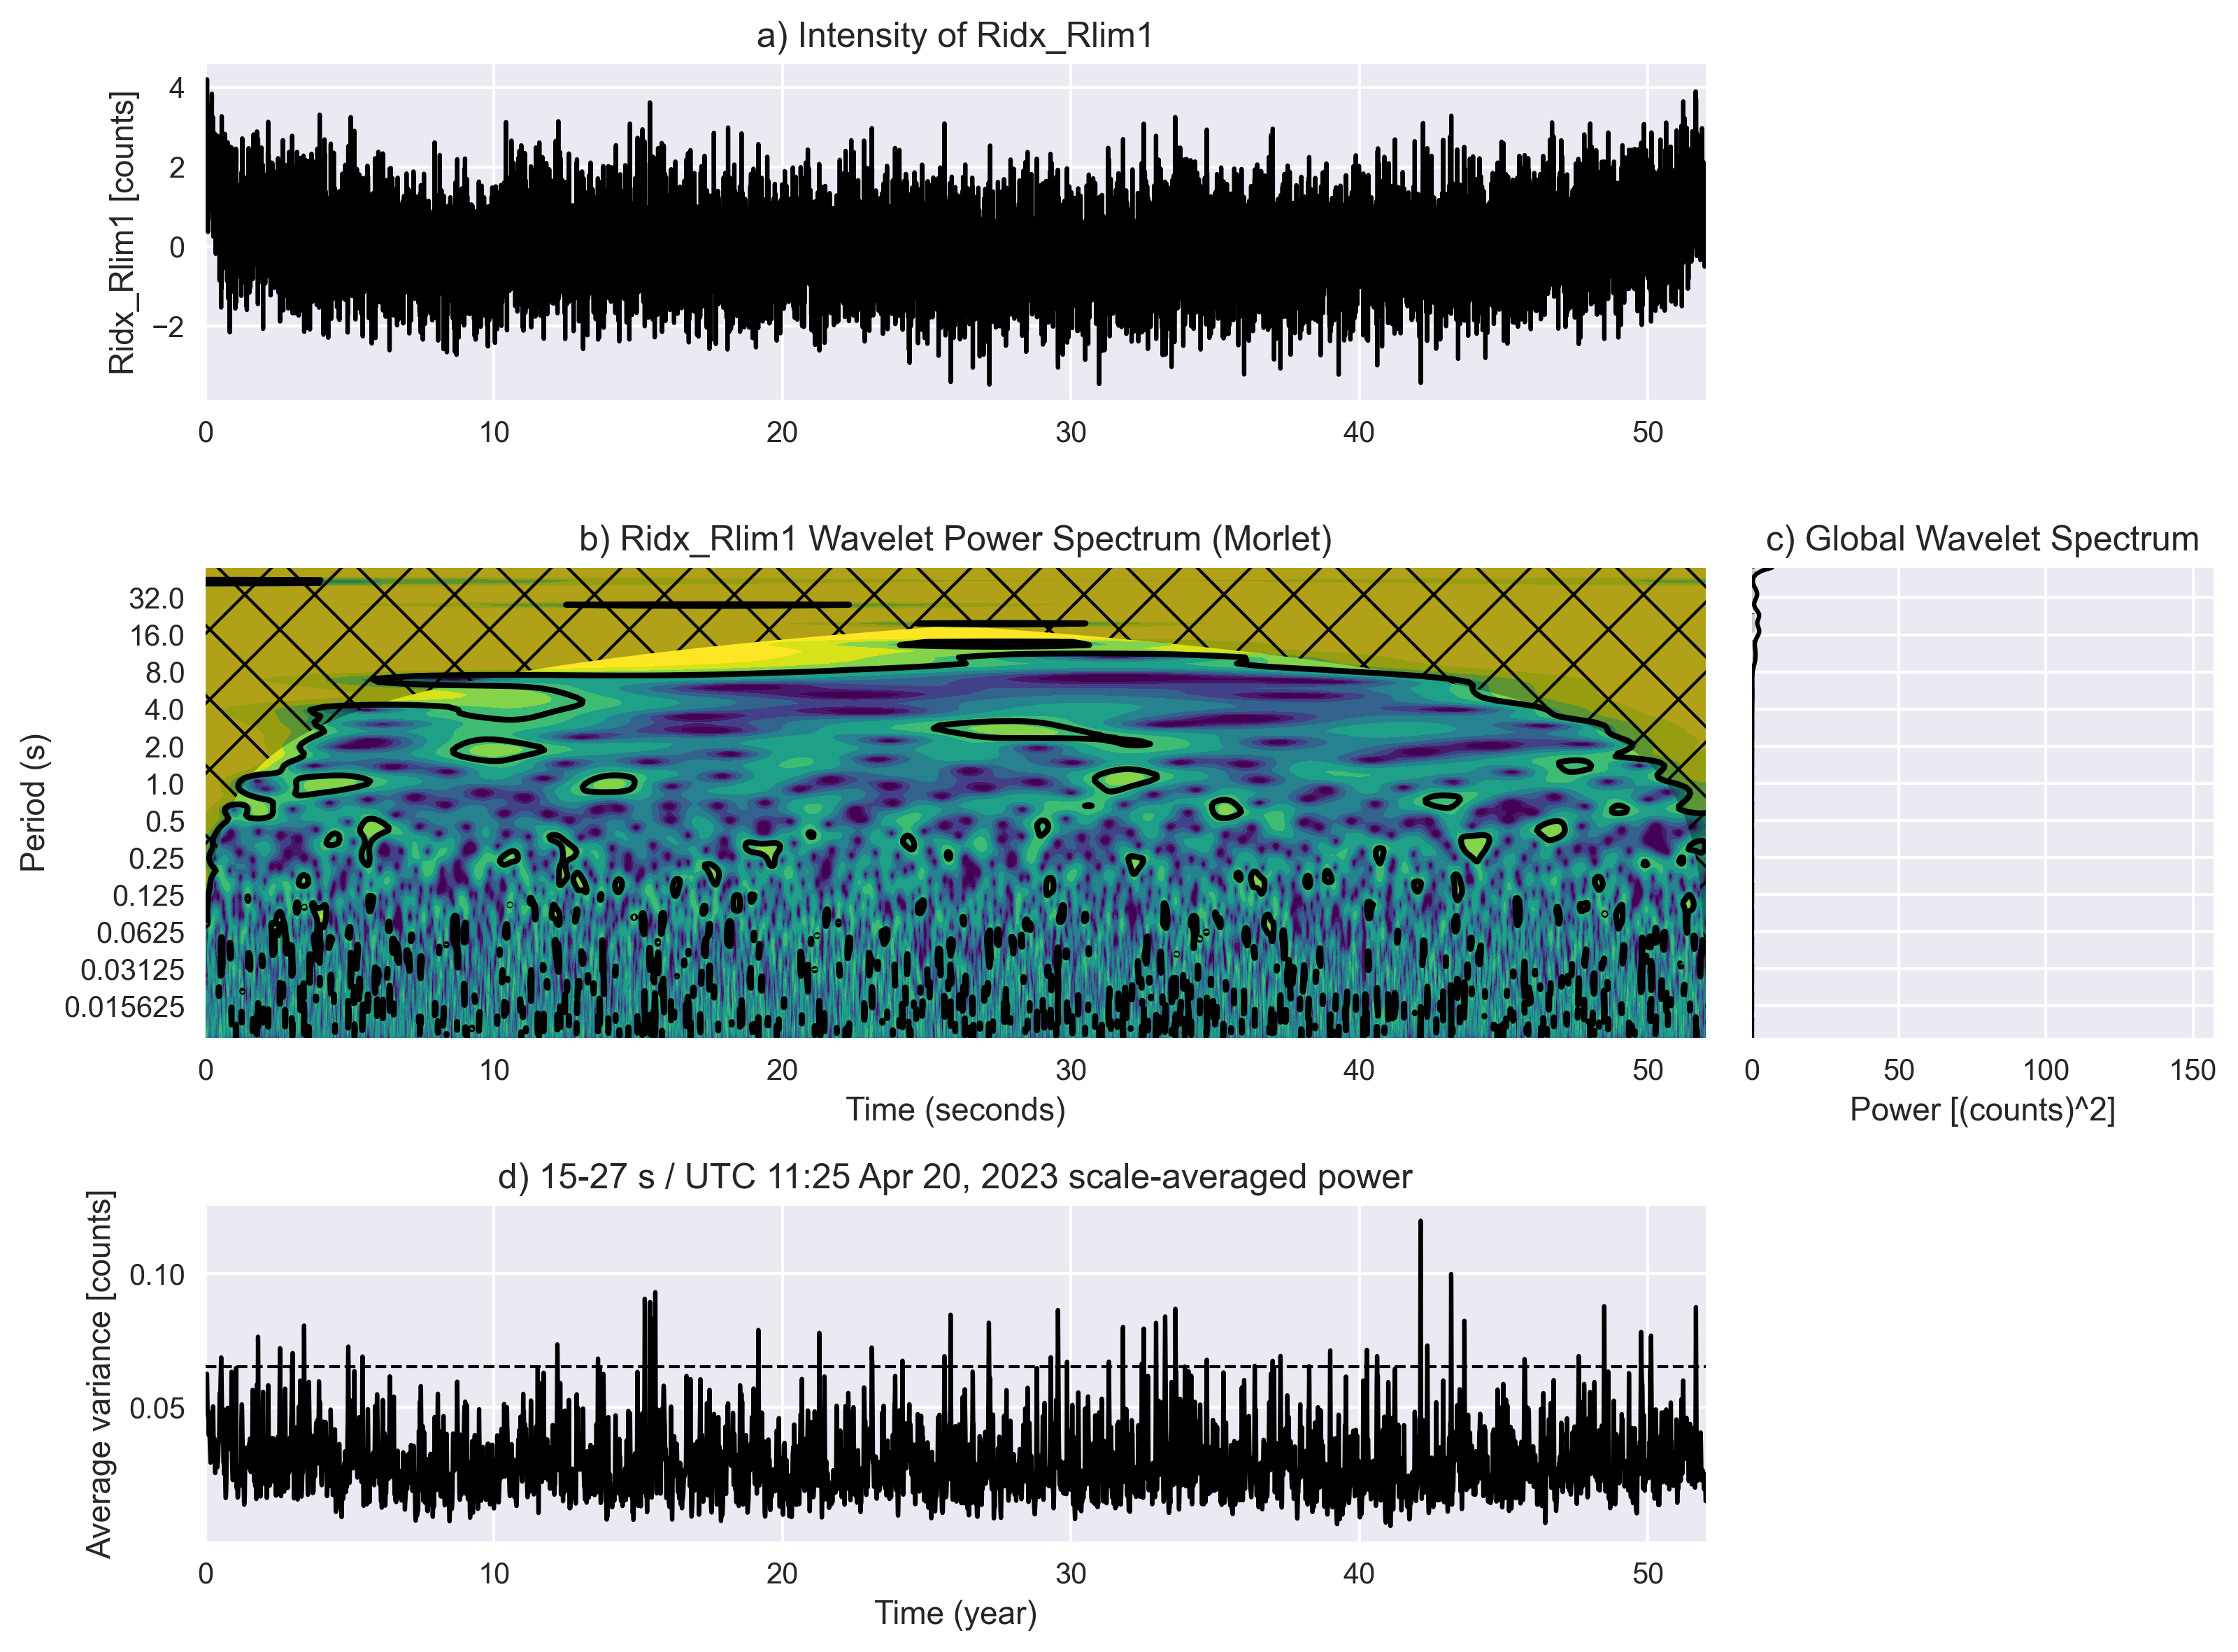 a) Intensity of Ridx_Rlim1
Ridx_Rlim1 [counts]
4
2
0
−2
0 10 20 30 40 50
b) Ridx_Rlim1 Wavelet Power Spectrum (Morlet)
Period (s)
32.0
16.0
8.0
4.0
2.0
1.0
0.5
0.25
0.125
0.0625
0.03125
0.015625
0 10 20 30 40 50
Time (seconds)
c) Global Wavelet Spectrum
0 50 100 150
Power [(counts)^2]
d) 15-27 s / UTC 11:25 Apr 20, 2023 scale-averaged power
Average variance [counts]
0.10
0.05
0 10 20 30 40 50
Time (year)